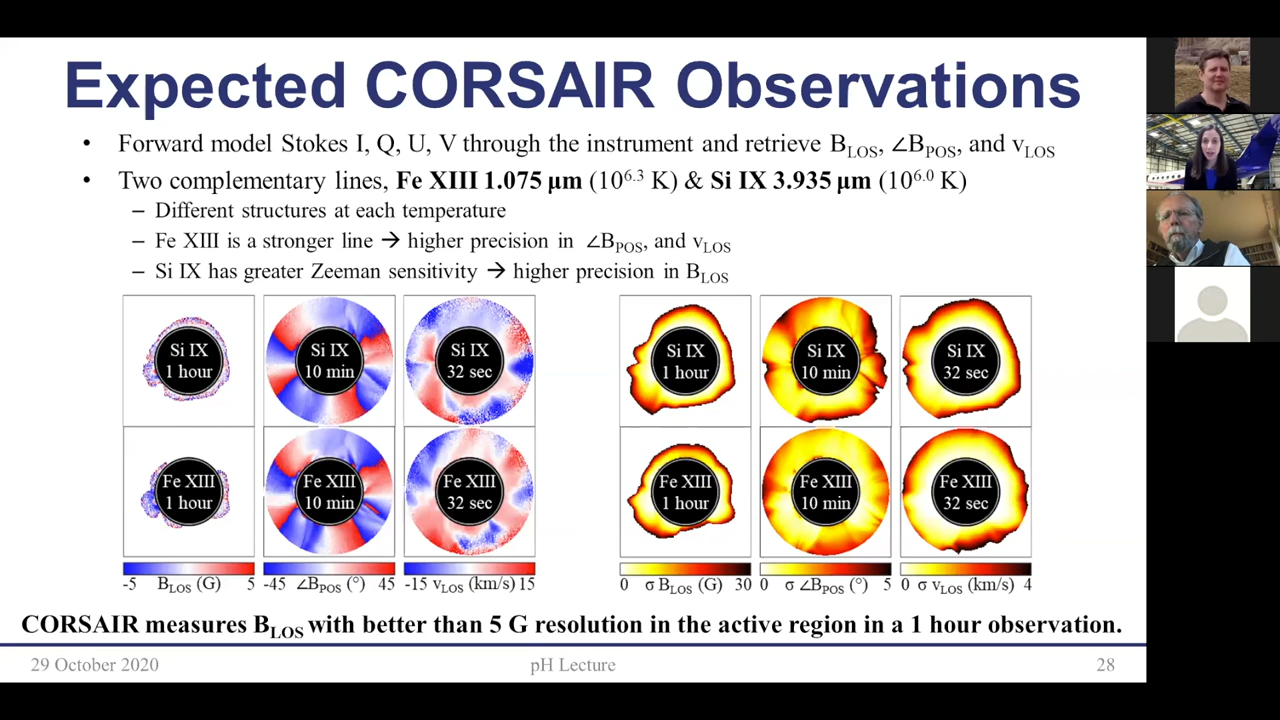 Expected CORSAIR Observations
• Forward model Stokes I, Q, U, V through the instrument and retrieve B_LOS, ∠B_POS, and v_LOS
• Two complementary lines, Fe XIII 1.075 μm (10^6.3 K) & Si IX 3.935 μm (10^6.0 K)
– Different structures at each temperature
– Fe XIII is a stronger line → higher precision in ∠B_POS, and v_LOS
– Si IX has greater Zeeman sensitivity → higher precision in B_LOS
Si IX
1 hour
Si IX
10 min
Si IX
32 sec
Si IX
1 hour
Si IX
10 min
Si IX
32 sec
Fe XIII
1 hour
Fe XIII
10 min
Fe XIII
32 sec
Fe XIII
1 hour
Fe XIII
10 min
Fe XIII
32 sec
-5 B_LOS (G) 5
-45 ∠B_POS (°) 45
-15 v_LOS (km/s) 15
0 σ B_LOS (G) 30
0 σ ∠B_POS (°) 5
0 σ v_LOS (km/s) 4
CORSAIR measures B_LOS with better than 5 G resolution in the active region in a 1 hour observation.
29 October 2020
pH Lecture
28